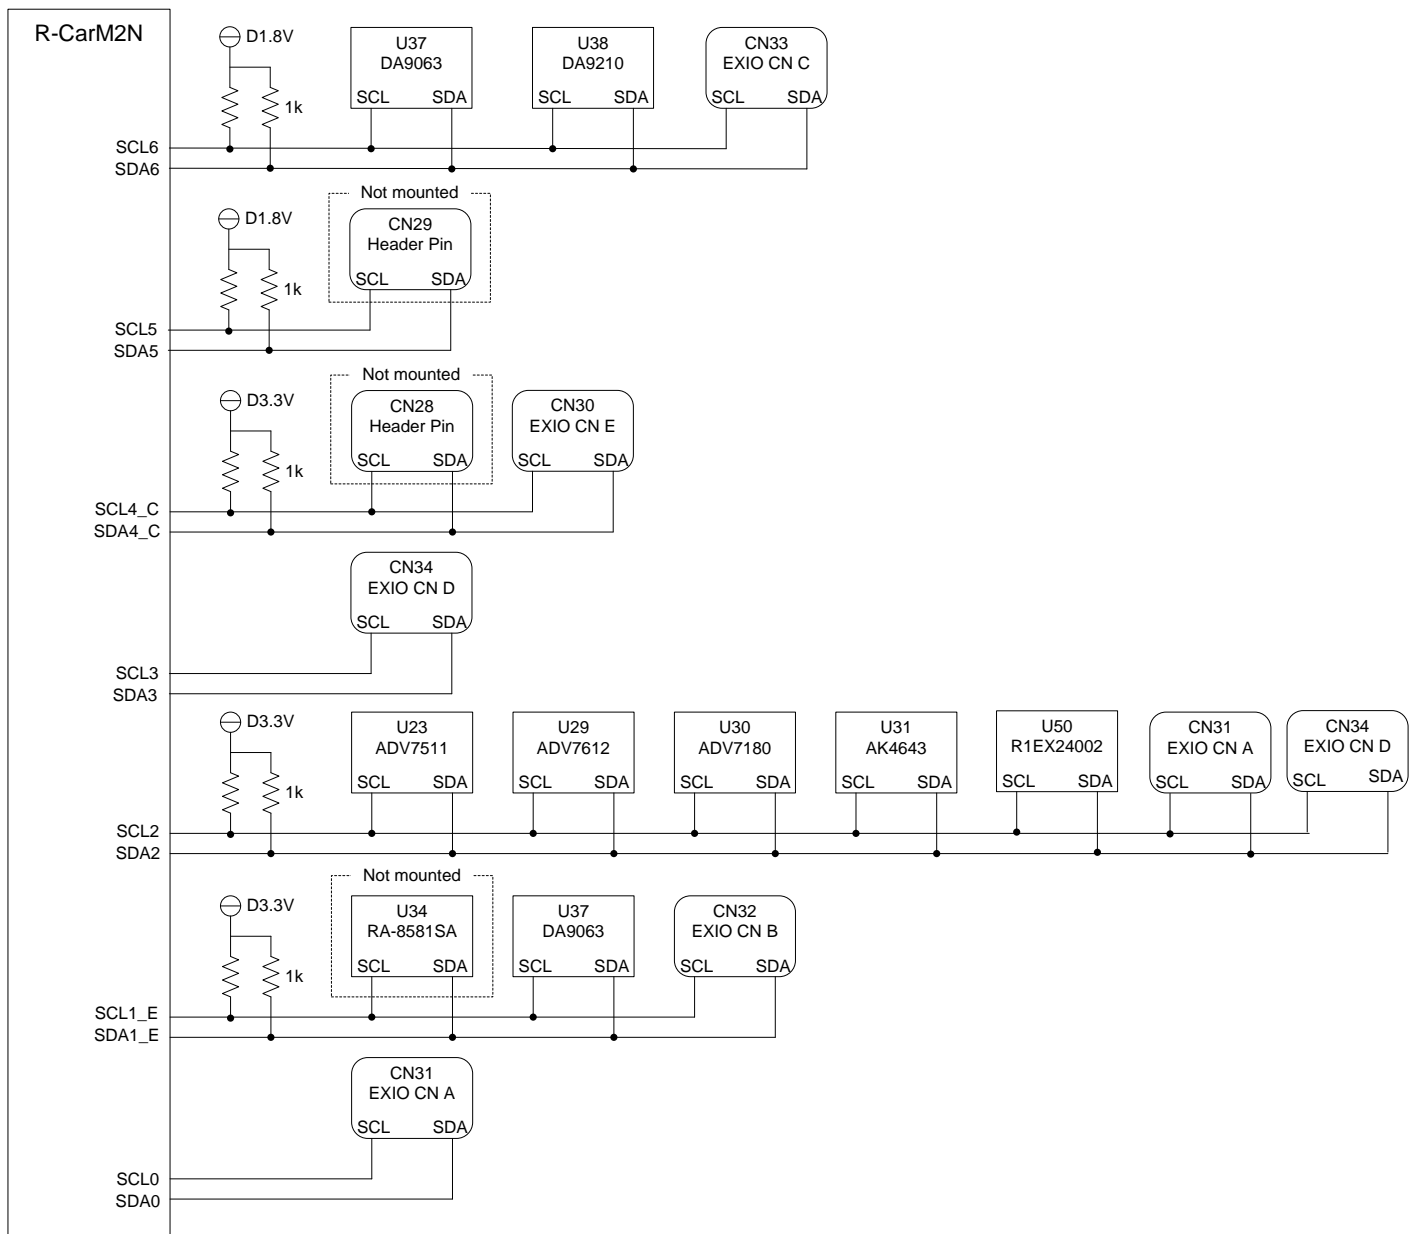 R-CarM2N
D1.8V
1k
U37
DA9063
SCL SDA
U38
DA9210
SCL SDA
CN33
EXIO CN C
SCL SDA
SCL6
SDA6
D1.8V
1k
Not mounted
CN29
Header Pin
SCL SDA
SCL5
SDA5
D3.3V
1k
Not mounted
CN28
Header Pin
SCL SDA
CN30
EXIO CN E
SCL SDA
SCL4_C
SDA4_C
CN34
EXIO CN D
SCL SDA
SCL3
SDA3
D3.3V
1k
U23
ADV7511
SCL SDA
U29
ADV7612
SCL SDA
U30
ADV7180
SCL SDA
U31
AK4643
SCL SDA
U50
R1EX24002
SCL SDA
CN31
EXIO CN A
SCL SDA
CN34
EXIO CN D
SCL SDA
SCL2
SDA2
D3.3V
1k
Not mounted
U34
RA-8581SA
SCL SDA
U37
DA9063
SCL SDA
CN32
EXIO CN B
SCL SDA
SCL1_E
SDA1_E
CN31
EXIO CN A
SCL SDA
SCL0
SDA0